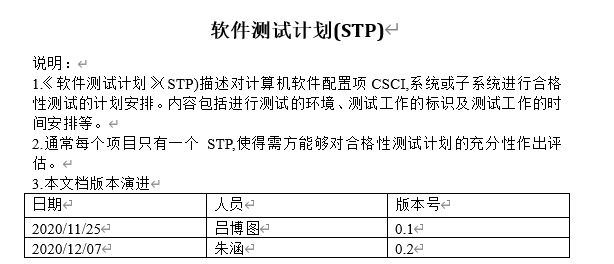 软件测试计划(STP)
说明：
1.《软件测试计划》(STP)描述对计算机软件配置项 CSCI,系统或子系统进行合格
性测试的计划安排。内容包括进行测试的环境、测试工作的标识及测试工作的时
间安排等。
2.通常每个项目只有一个 STP,使得需方能够对合格性测试计划的充分性作出评
估。
3.本文档版本演进
日期 人员 版本号
2020/11/25 吕博图 0.1
2020/12/07 朱涵 0.2